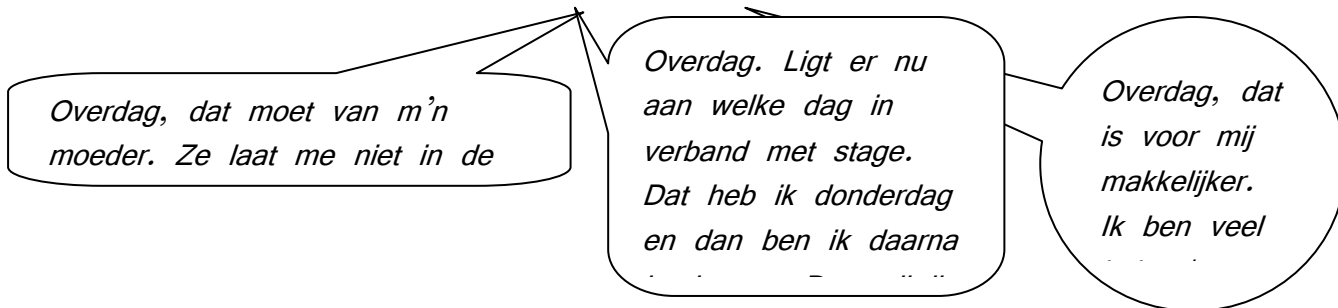 Overdag, dat moet van m'n
moeder. Ze laat me niet in de
Overdag. Ligt er nu
aan welke dag in
verband met stage.
Dat heb ik donderdag
en dan ben ik daarna
Overdag, dat
is voor mij
makkelijker.
Ik ben veel